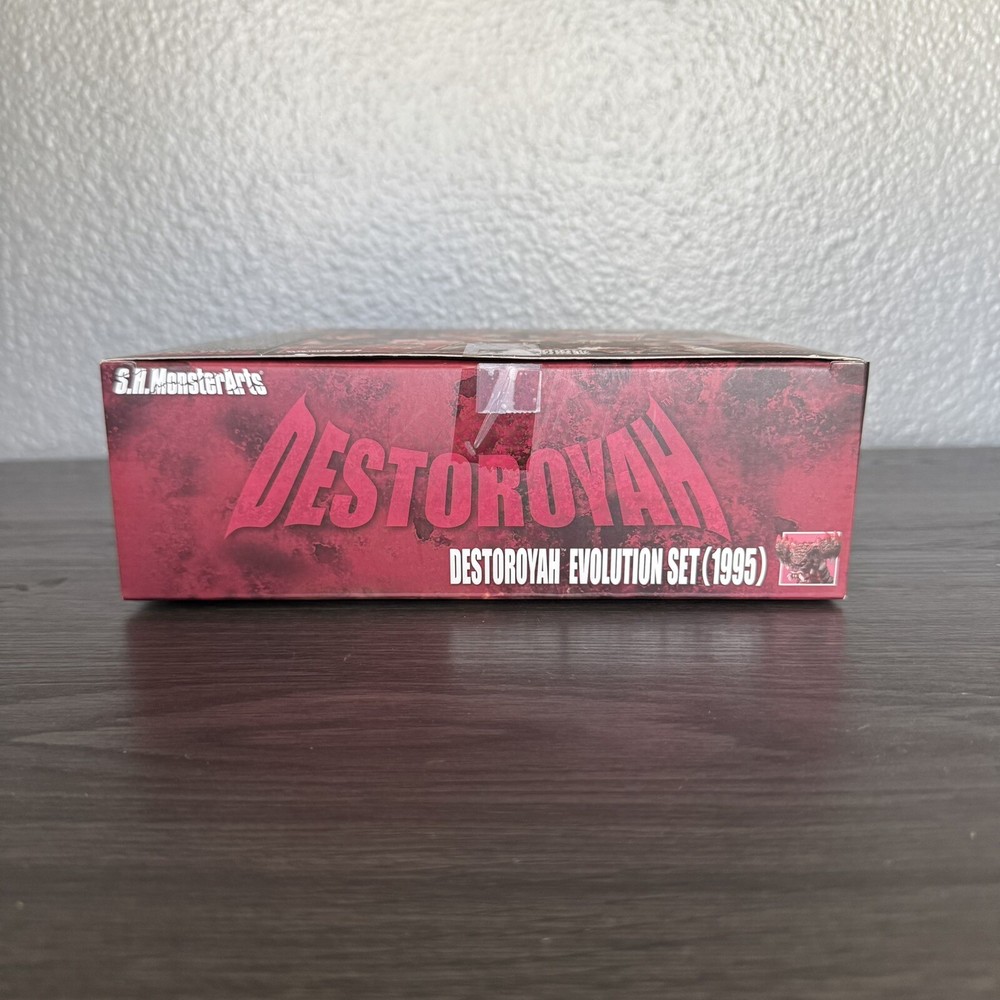 S.H.MonsterArts
DESTOROYAH
DESTOROYAH EVOLUTION SET (1995)